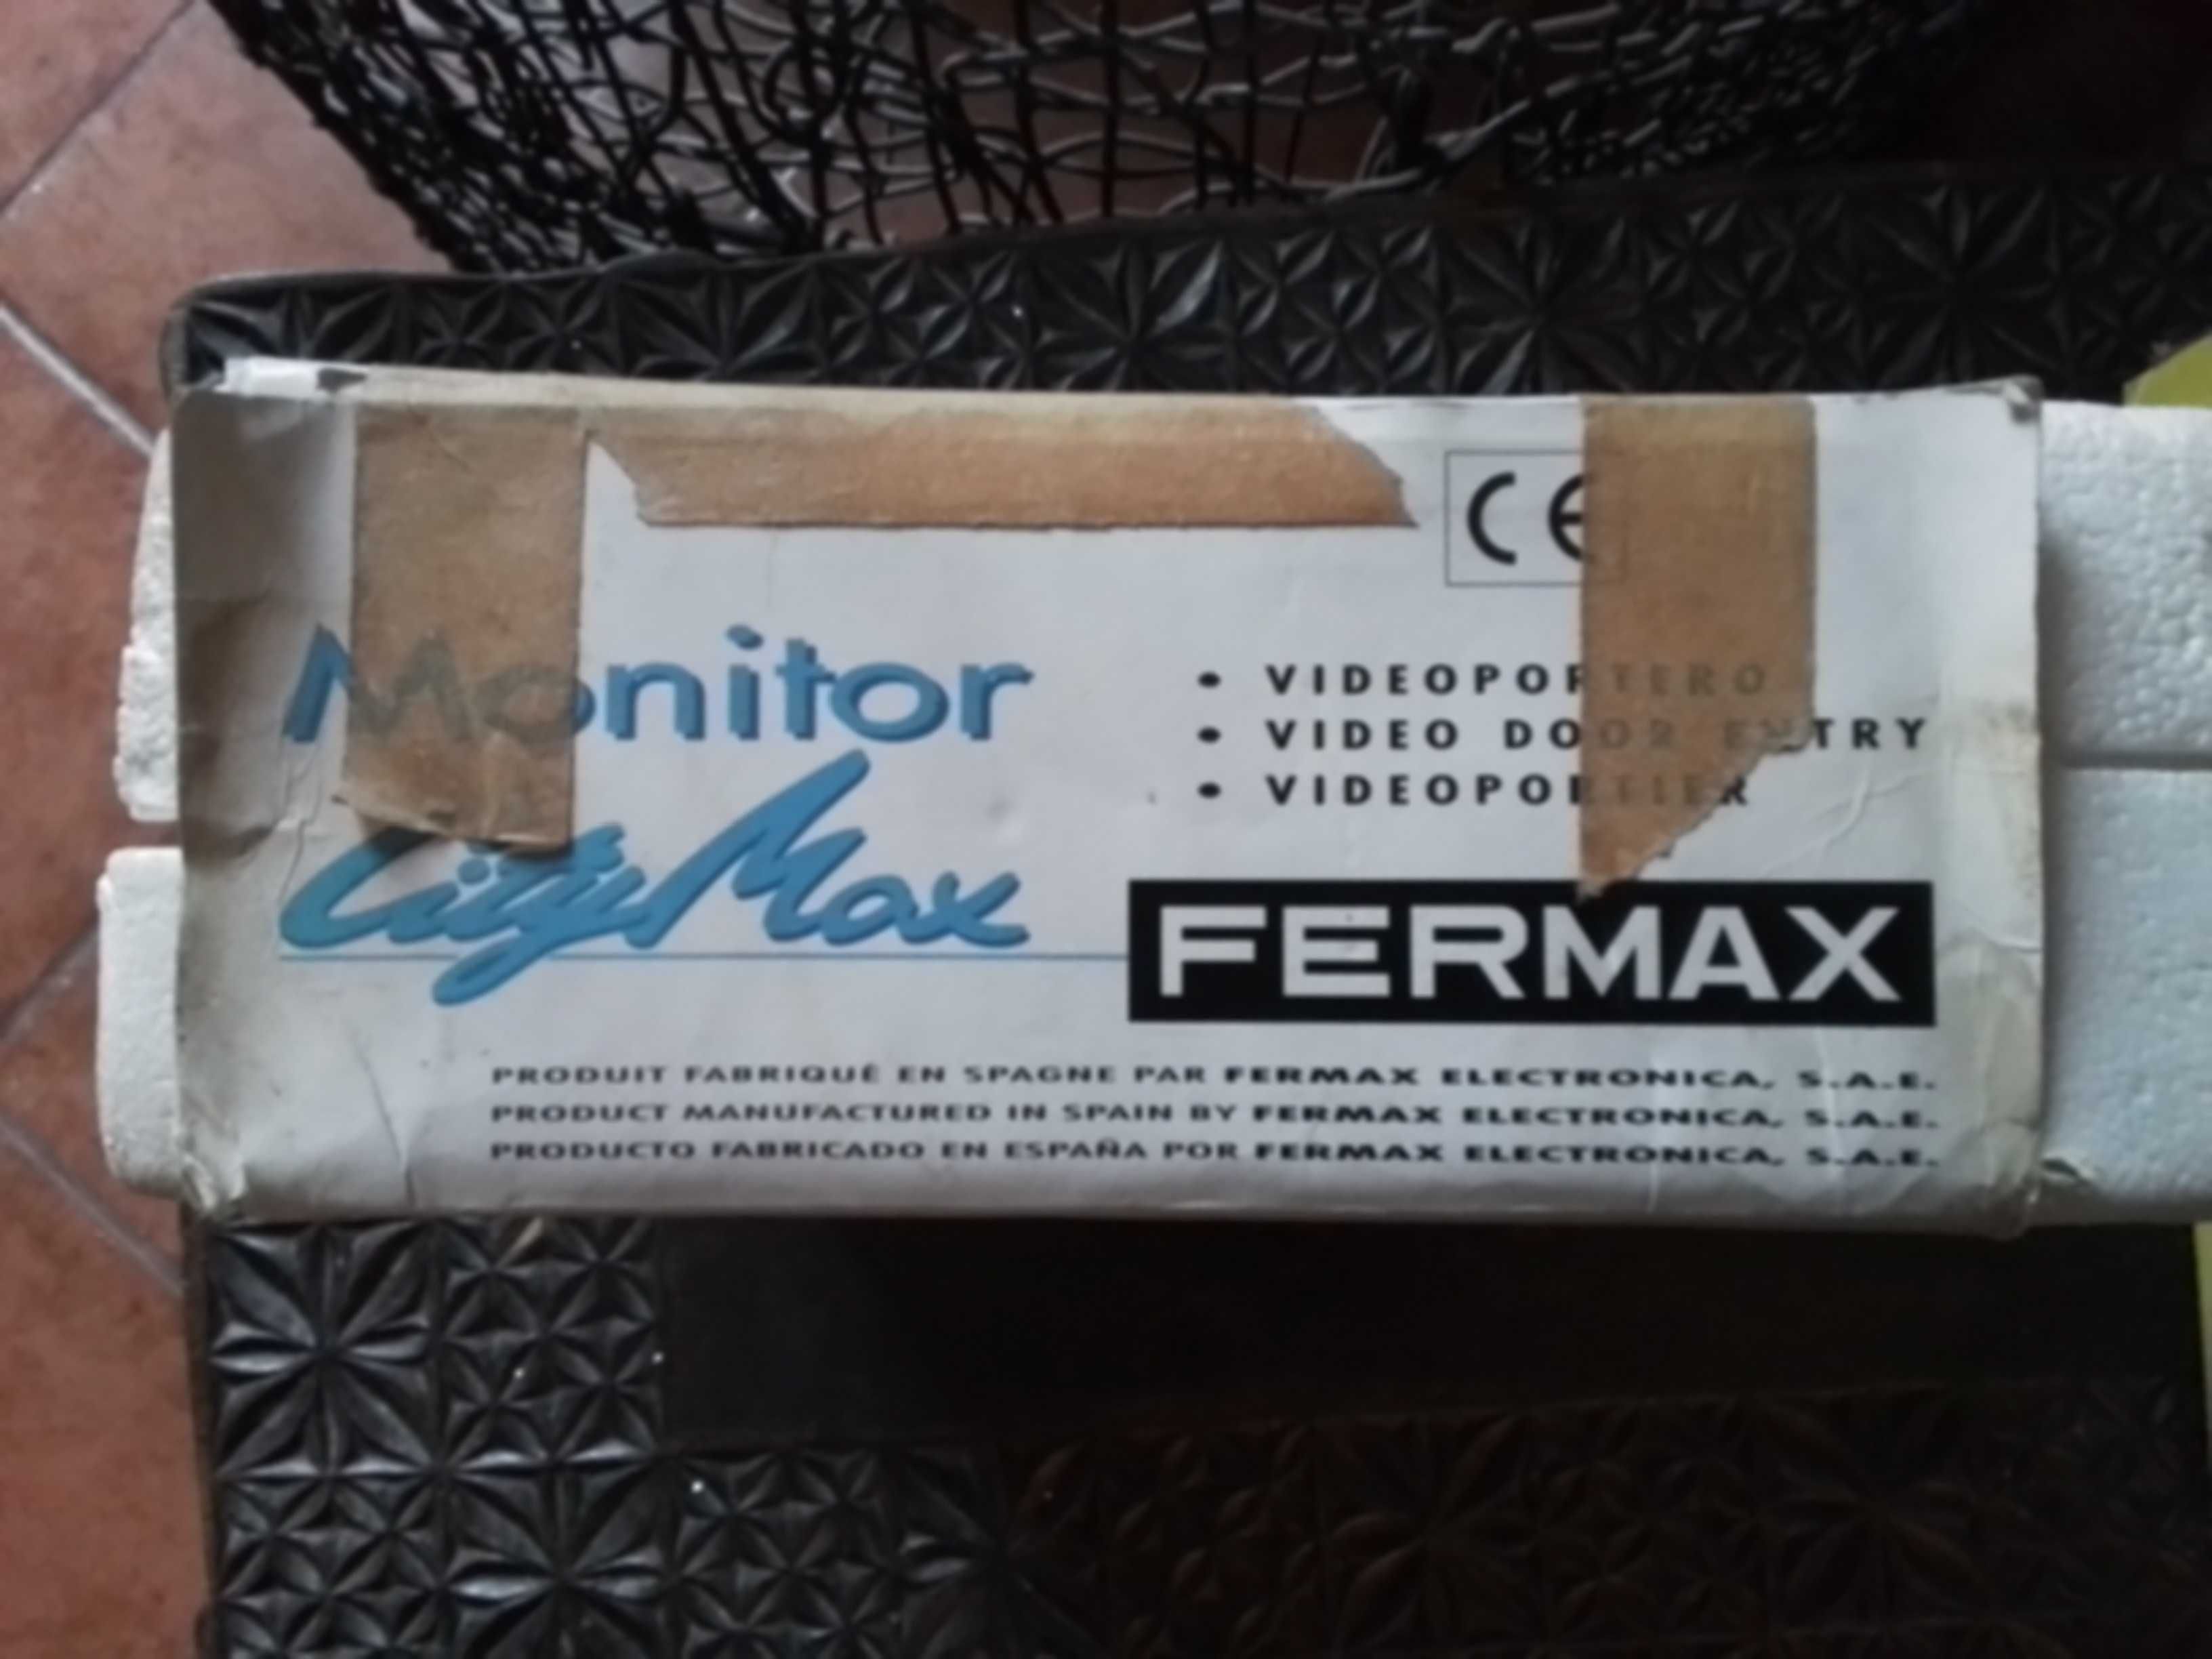 CE
Monitor
CityMax
• VIDEOPORTERO
• VIDEO DOOR ENTRY
• VIDEOPORTIER
FERMAX
PRODUIT FABRIQUÉ EN SPAGNE PAR FERMAX ELECTRONICA, S.A.E.
PRODUCT MANUFACTURED IN SPAIN BY FERMAX ELECTRONICA, S.A.E.
PRODUCTO FABRICADO EN ESPAÑA POR FERMAX ELECTRONICA, S.A.E.